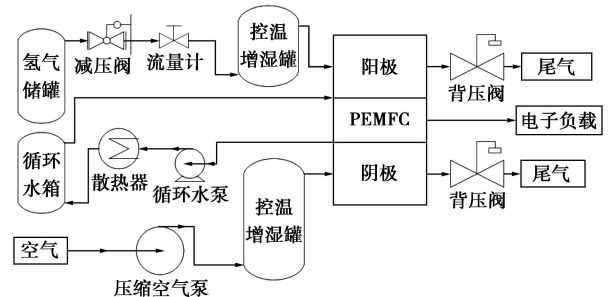 氢气
储罐
减压阀
流量计
控温
增湿罐
阳极
背压阀
尾气
PEMFC
电子负载
循环
水箱
散热器
循环水泵
控温
增湿罐
阴极
背压阀
尾气
空气
压缩空气泵